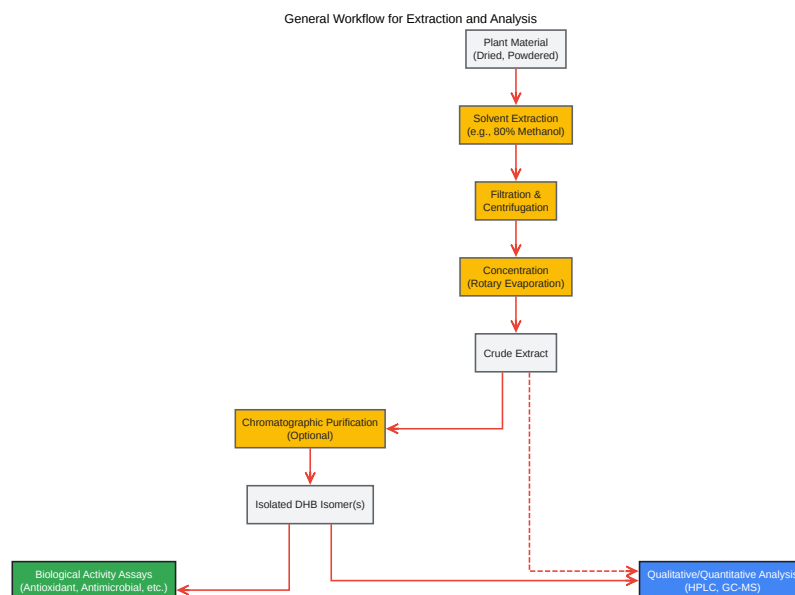 General Workflow for Extraction and Analysis
Plant Material
(Dried, Powdered)
Solvent Extraction
(e.g., 80% Methanol)
Filtration &
Centrifugation
Concentration
(Rotary Evaporation)
Crude Extract
Chromatographic Purification
(Optional)
Isolated DHB Isomer(s)
Biological Activity Assays
(Antioxidant, Antimicrobial, etc.)
Qualitative/Quantitative Analysis
(HPLC, GC-MS)